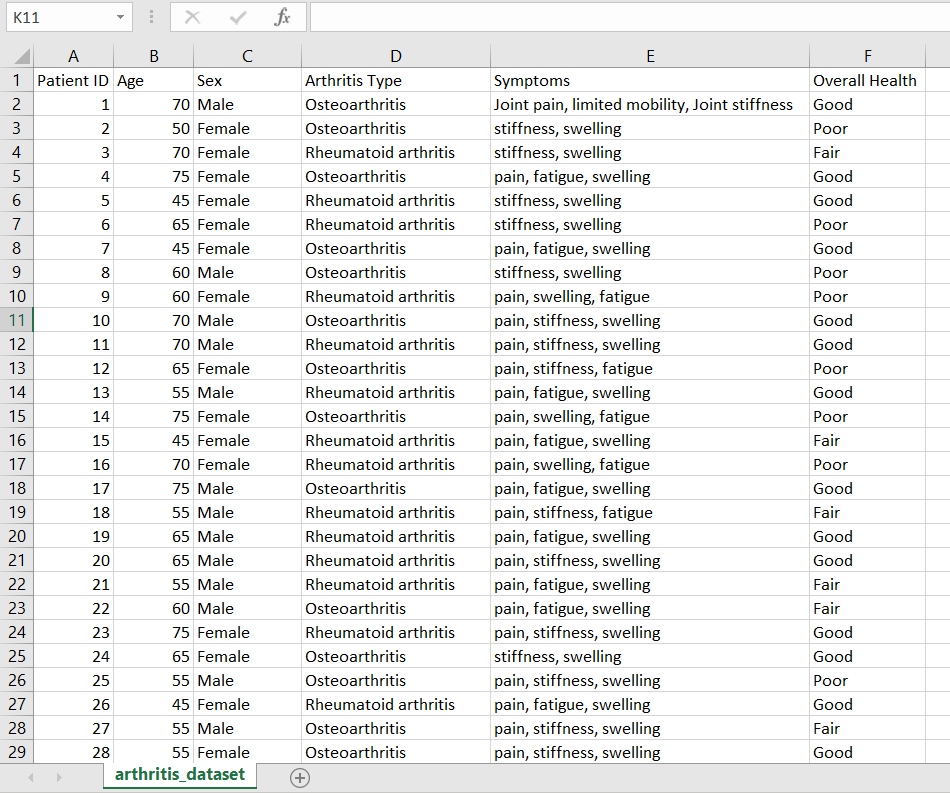 K11 fx
A B C D E F
1 Patient ID Age Sex Arthritis Type Symptoms Overall Health
2 1 70 Male Osteoarthritis Joint pain, limited mobility, Joint stiffness Good
3 2 50 Female Osteoarthritis stiffness, swelling Poor
4 3 70 Female Rheumatoid arthritis stiffness, swelling Fair
5 4 75 Female Osteoarthritis pain, fatigue, swelling Good
6 5 45 Female Rheumatoid arthritis stiffness, swelling Good
7 6 65 Female Rheumatoid arthritis stiffness, swelling Poor
8 7 45 Female Osteoarthritis pain, fatigue, swelling Good
9 8 60 Male Osteoarthritis stiffness, swelling Poor
10 9 60 Female Rheumatoid arthritis pain, swelling, fatigue Poor
11 10 70 Male Osteoarthritis pain, stiffness, swelling Good
12 11 70 Male Rheumatoid arthritis pain, stiffness, swelling Good
13 12 65 Female Osteoarthritis pain, stiffness, fatigue Poor
14 13 55 Male Rheumatoid arthritis pain, fatigue, swelling Good
15 14 75 Female Osteoarthritis pain, swelling, fatigue Poor
16 15 45 Female Rheumatoid arthritis pain, fatigue, swelling Fair
17 16 70 Female Rheumatoid arthritis pain, swelling, fatigue Poor
18 17 75 Male Osteoarthritis pain, fatigue, swelling Good
19 18 55 Male Rheumatoid arthritis pain, stiffness, fatigue Fair
20 19 65 Male Rheumatoid arthritis pain, fatigue, swelling Good
21 20 65 Male Rheumatoid arthritis pain, stiffness, swelling Good
22 21 55 Male Rheumatoid arthritis pain, fatigue, swelling Fair
23 22 60 Male Osteoarthritis pain, fatigue, swelling Fair
24 23 75 Female Rheumatoid arthritis pain, stiffness, swelling Good
25 24 65 Female Osteoarthritis stiffness, swelling Good
26 25 55 Male Osteoarthritis pain, stiffness, swelling Poor
27 26 45 Female Rheumatoid arthritis pain, fatigue, swelling Good
28 27 55 Male Osteoarthritis pain, stiffness, swelling Fair
29 28 55 Female Osteoarthritis pain, stiffness, swelling Good
arthritis_dataset